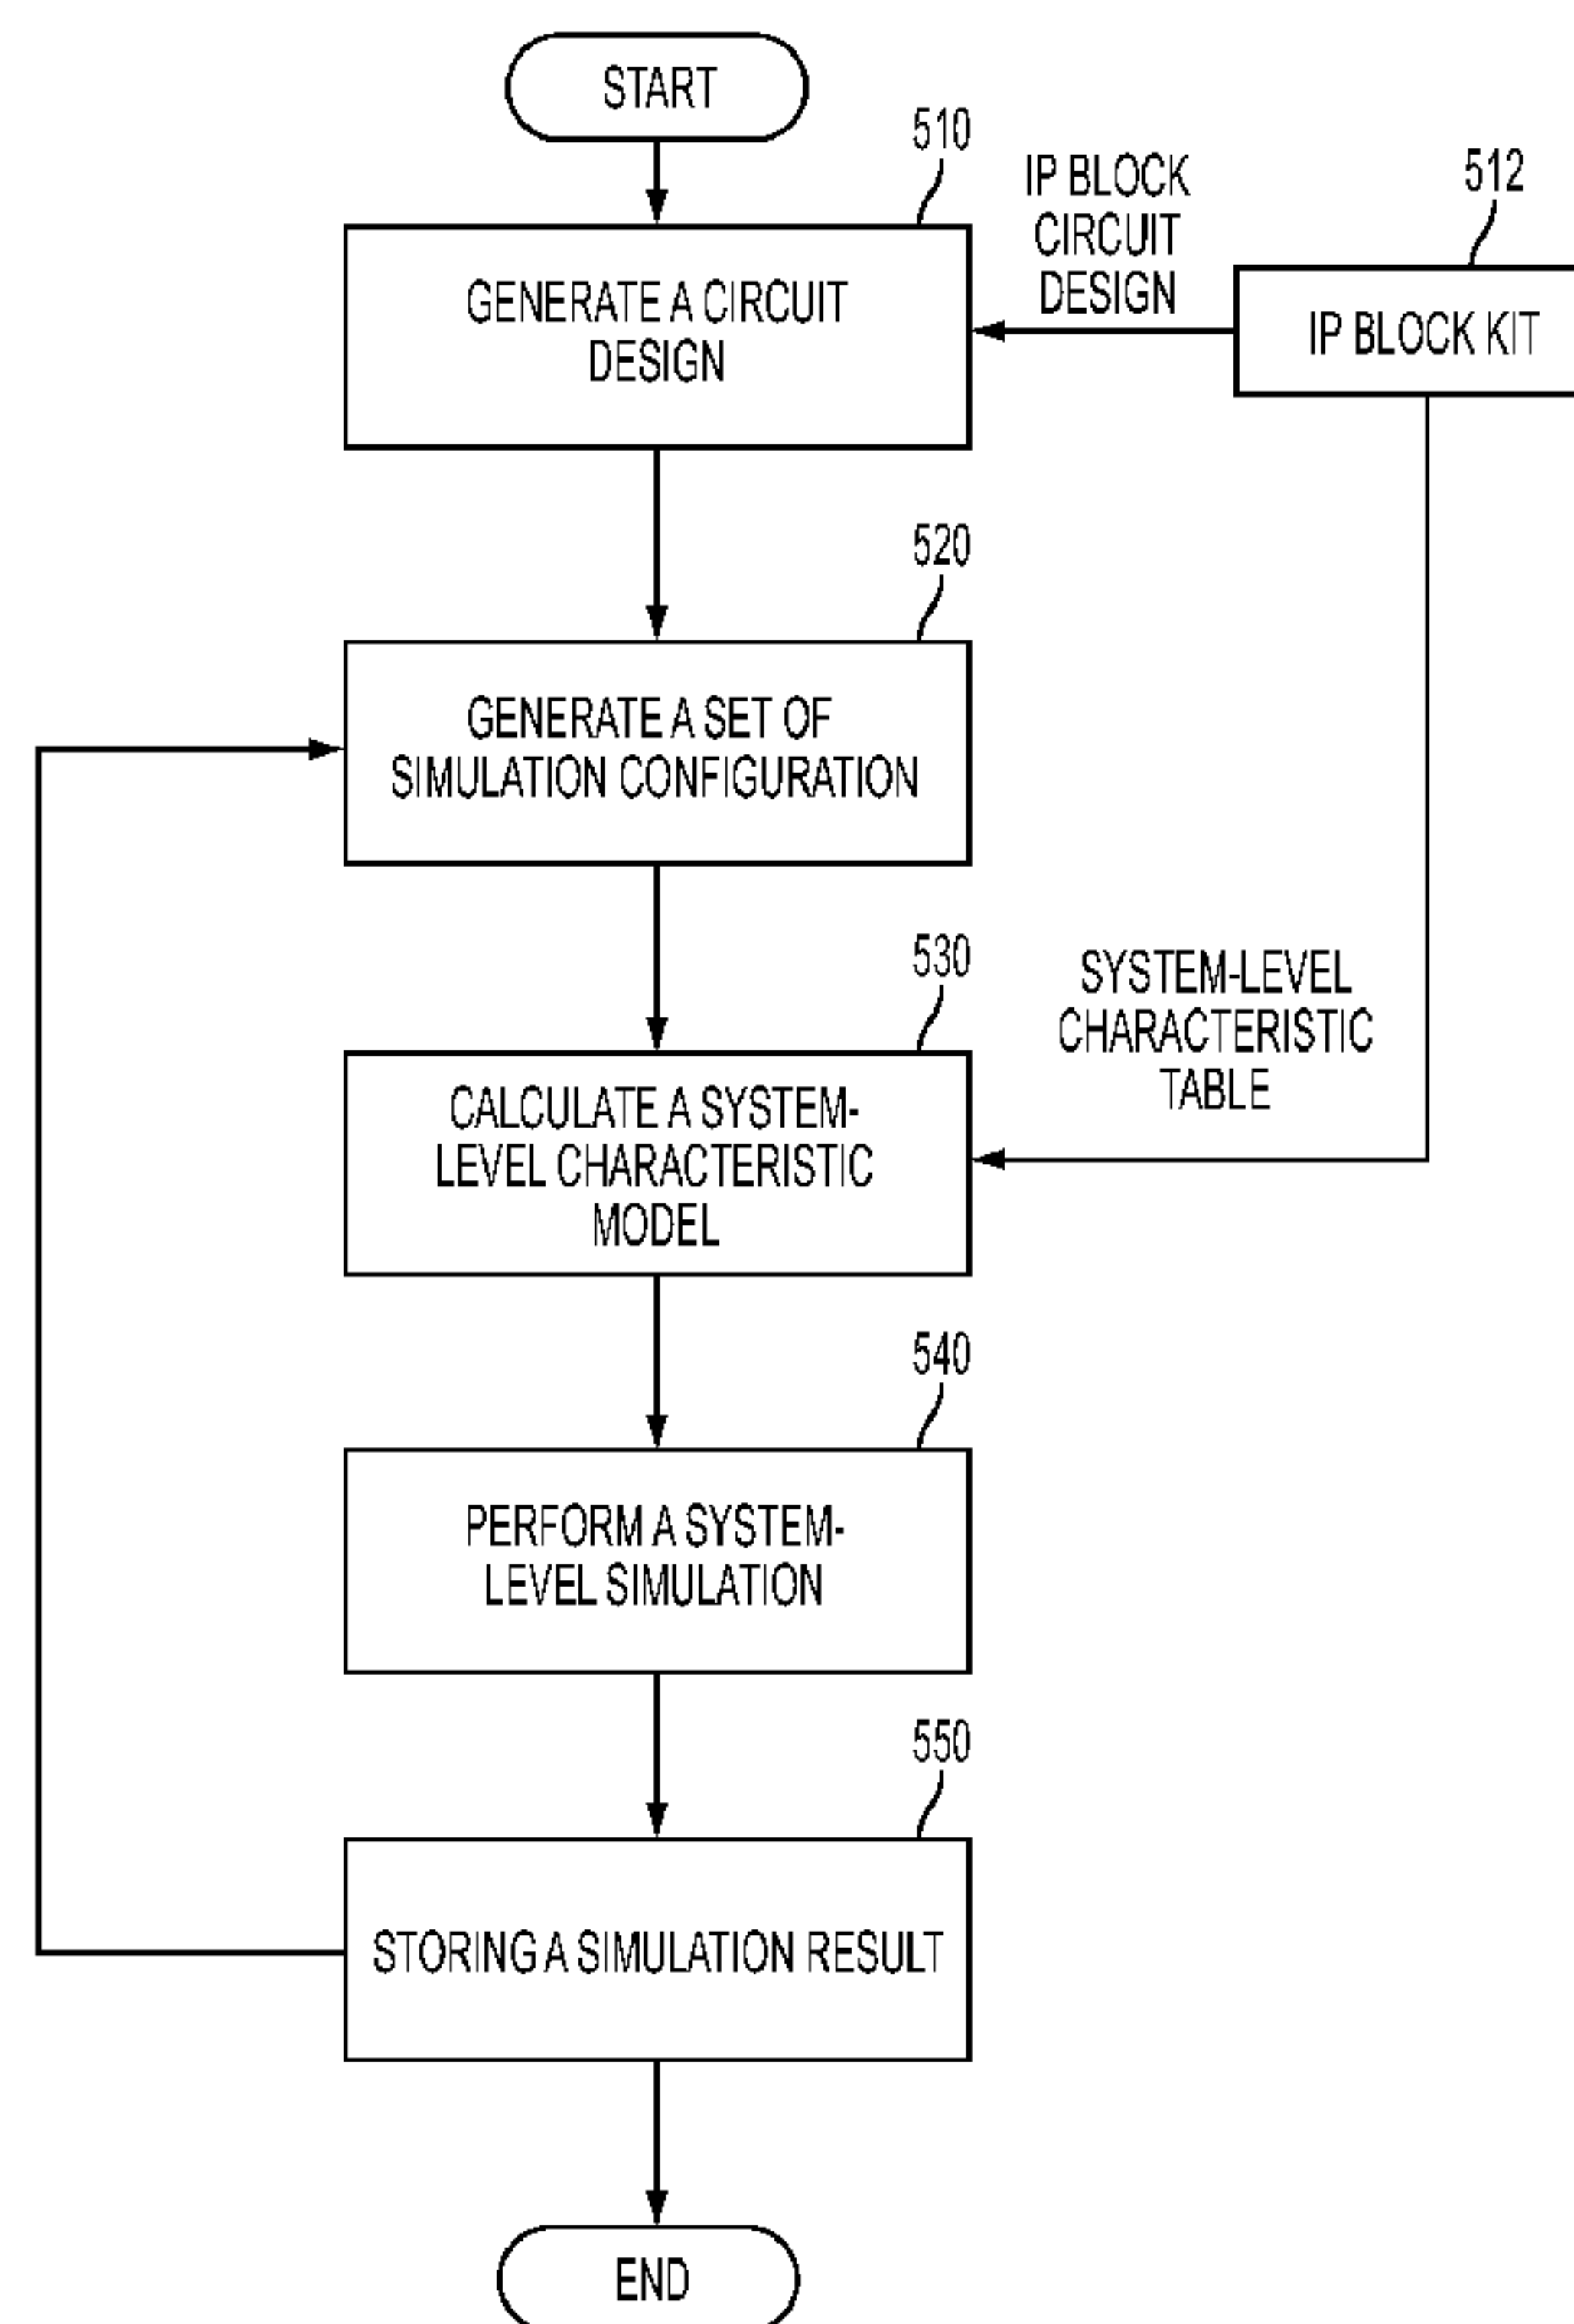 START
510
IP BLOCK
CIRCUIT
DESIGN
512
GENERATE A CIRCUIT
DESIGN
IP BLOCK KIT
520
GENERATE A SET OF
SIMULATION CONFIGURATION
530
SYSTEM-LEVEL
CHARACTERISTIC
TABLE
CALCULATE A SYSTEM-
LEVEL CHARACTERISTIC
MODEL
540
PERFORM A SYSTEM-
LEVEL SIMULATION
550
STORING A SIMULATION RESULT
END